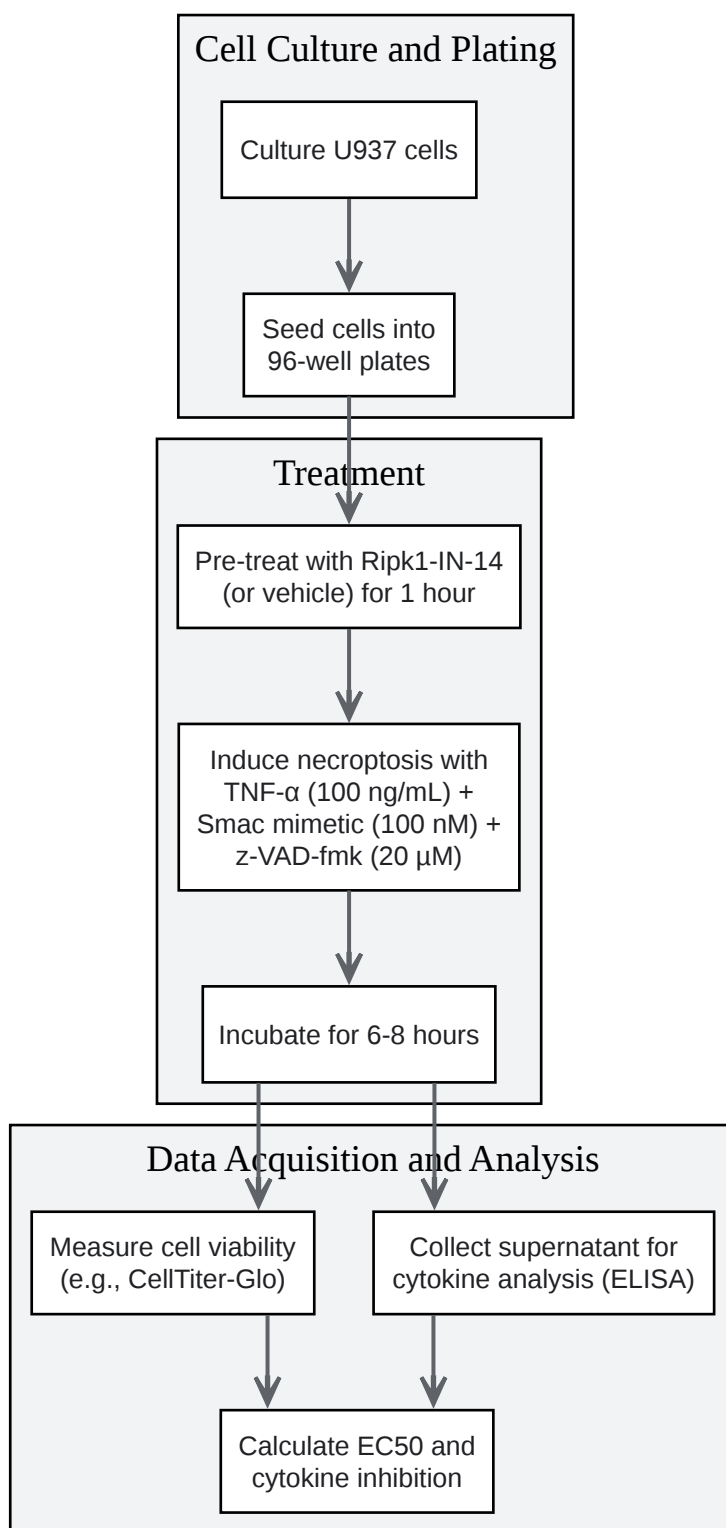 Cell Culture and Plating
Culture U937 cells
Seed cells into
96-well plates
Treatment
Pre-treat with Ripk1-IN-14
(or vehicle) for 1 hour
Induce necroptosis with
TNF-α (100 ng/mL) +
Smac mimetic (100 nM) +
z-VAD-fmk (20 µM)
Incubate for 6-8 hours
Data Acquisition and Analysis
Measure cell viability
(e.g., CellTiter-Glo)
Collect supernatant for
cytokine analysis (ELISA)
Calculate EC50 and
cytokine inhibition